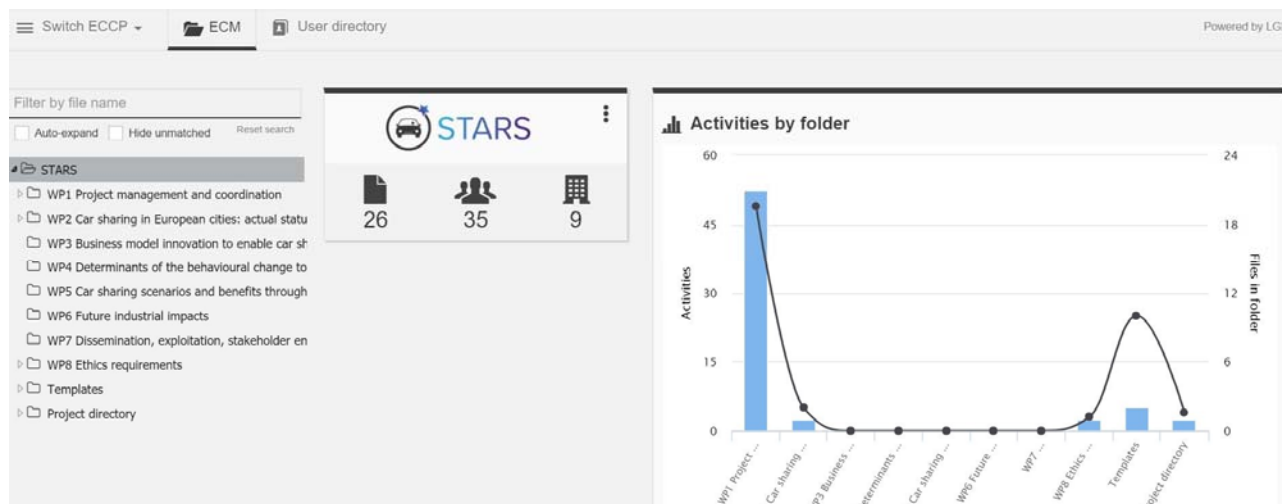 Switch ECCP
ECM
User directory
Powered by LG
Filter by file name
Auto-expand
Hide unmatched
Reset search
STARS
WP1 Project management and coordination
WP2 Car sharing in European cities: actual statu
WP3 Business model innovation to enable car sh
WP4 Determinants of the behavioural change to
WP5 Car sharing scenarios and benefits through
WP6 Future industrial impacts
WP7 Dissemination, exploitation, stakeholder en
WP8 Ethics requirements
Templates
Project directory
STARS
26
35
9
Activities by folder
60
45
30
15
0
Activities
24
18
12
6
0
Files in folder
WP1 Project ...
Car sharing ...
WP3 Business ...
eterminants ...
Car sharing ...
WP6 Future ...
WP7 ...
WP8 Ethics ...
Templates
oject directory